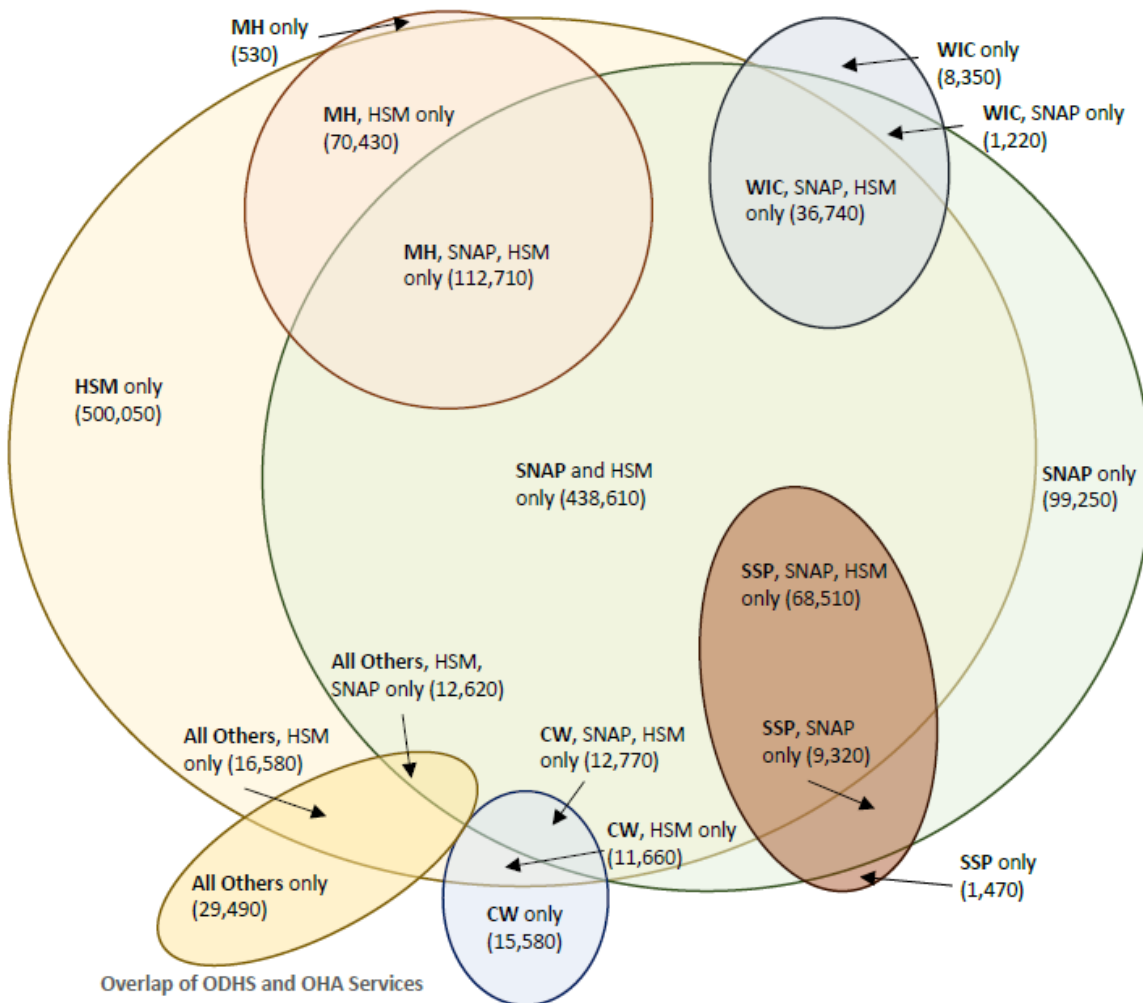 MH only
(530)
WIC only
(8,350)
MH, HSM only
(70,430)
WIC, SNAP only
(1,220)
WIC, SNAP, HSM
only (36,740)
MH, SNAP, HSM
only (112,710)
HSM only
(500,050)
SNAP and HSM
only (438,610)
SNAP only
(99,250)
SSP, SNAP, HSM
only (68,510)
All Others, HSM,
SNAP only (12,620)
All Others, HSM
only (16,580)
CW, SNAP, HSM
only (12,770)
SSP, SNAP
only (9,320)
CW, HSM only
(11,660)
SSP only
(1,470)
All Others only
(29,490)
CW only
(15,580)
Overlap of ODHS and OHA Services